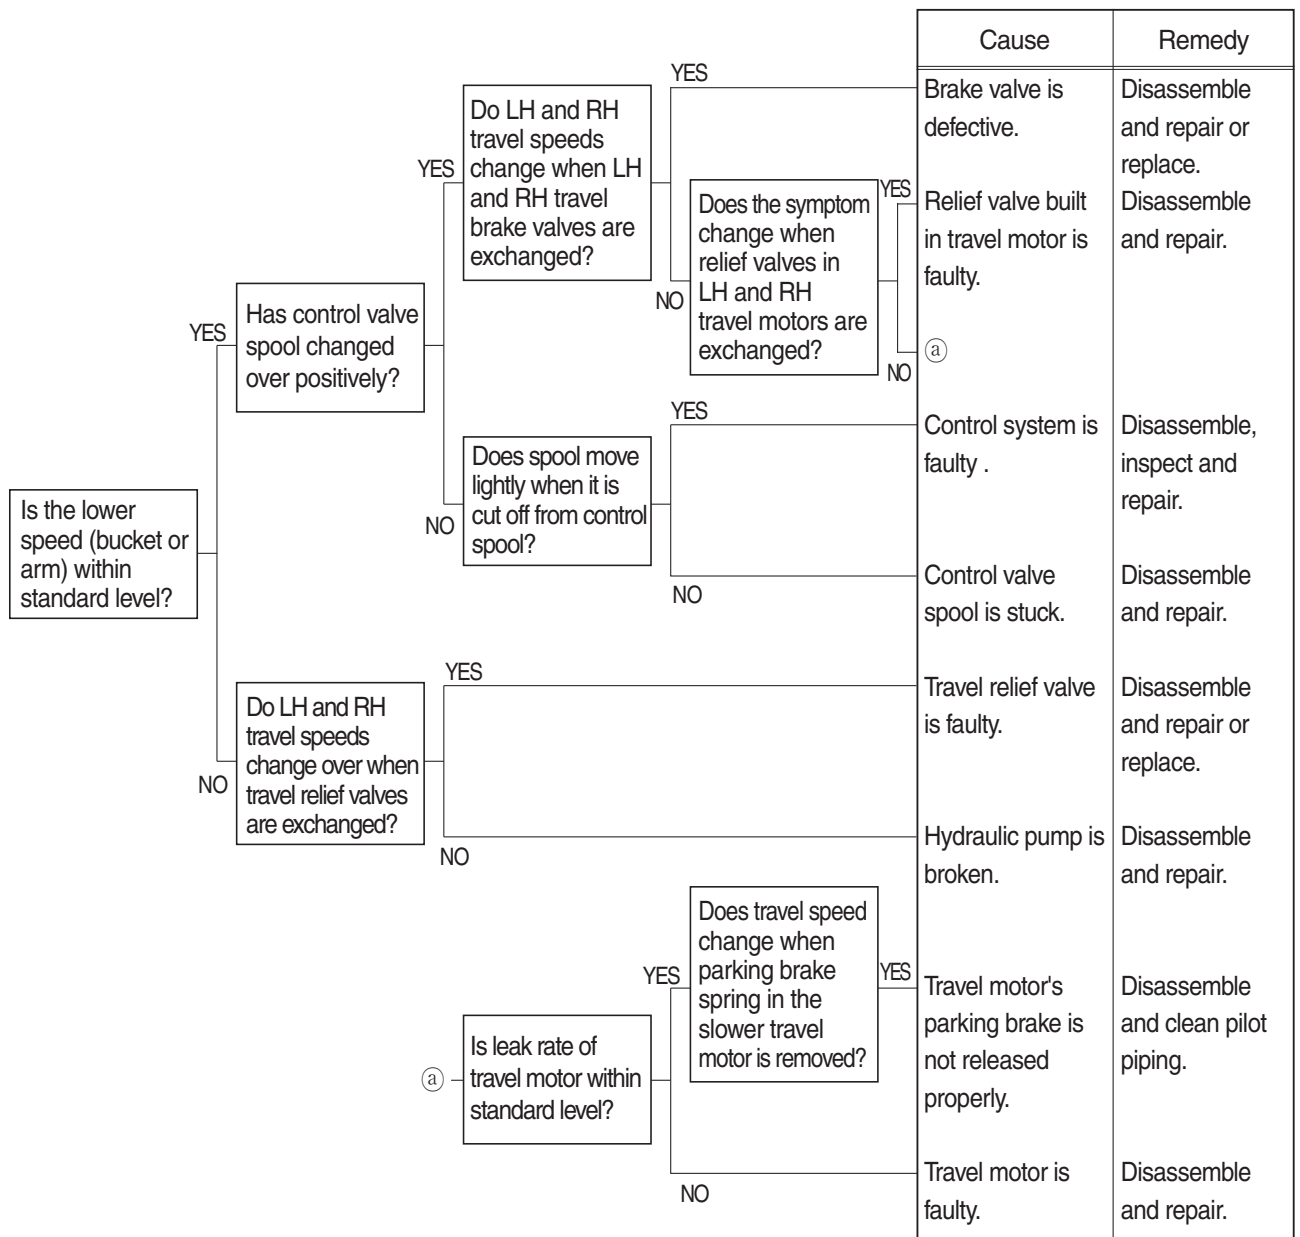 Cause
Remedy
YES
Brake valve is
defective.
Disassemble
and repair or
replace.
Do LH and RH
travel speeds
change when LH
and RH travel
brake valves are
exchanged?
YES
Does the symptom
change when
relief valves in
LH and RH
travel motors are
exchanged?
NO
YES
Relief valve built
in travel motor is
faulty.
Disassemble
and repair.
NO
ⓐ
Has control valve
spool changed
over positively?
YES
YES
Control system is
faulty .
Disassemble,
inspect and
repair.
Does spool move
lightly when it is
cut off from control
spool?
NO
Is the lower
speed (bucket or
arm) within
standard level?
NO
Control valve
spool is stuck.
Disassemble
and repair.
YES
Travel relief valve
is faulty.
Disassemble
and repair or
replace.
Do LH and RH
travel speeds
change over when
travel relief valves
are exchanged?
NO
NO
Hydraulic pump is
broken.
Disassemble
and repair.
Does travel speed
change when
parking brake
spring in the
slower travel
motor is removed?
YES
YES
Travel motor's
parking brake is
not released
properly.
Disassemble
and clean pilot
piping.
ⓐ
Is leak rate of
travel motor within
standard level?
NO
Travel motor is
faulty.
Disassemble
and repair.